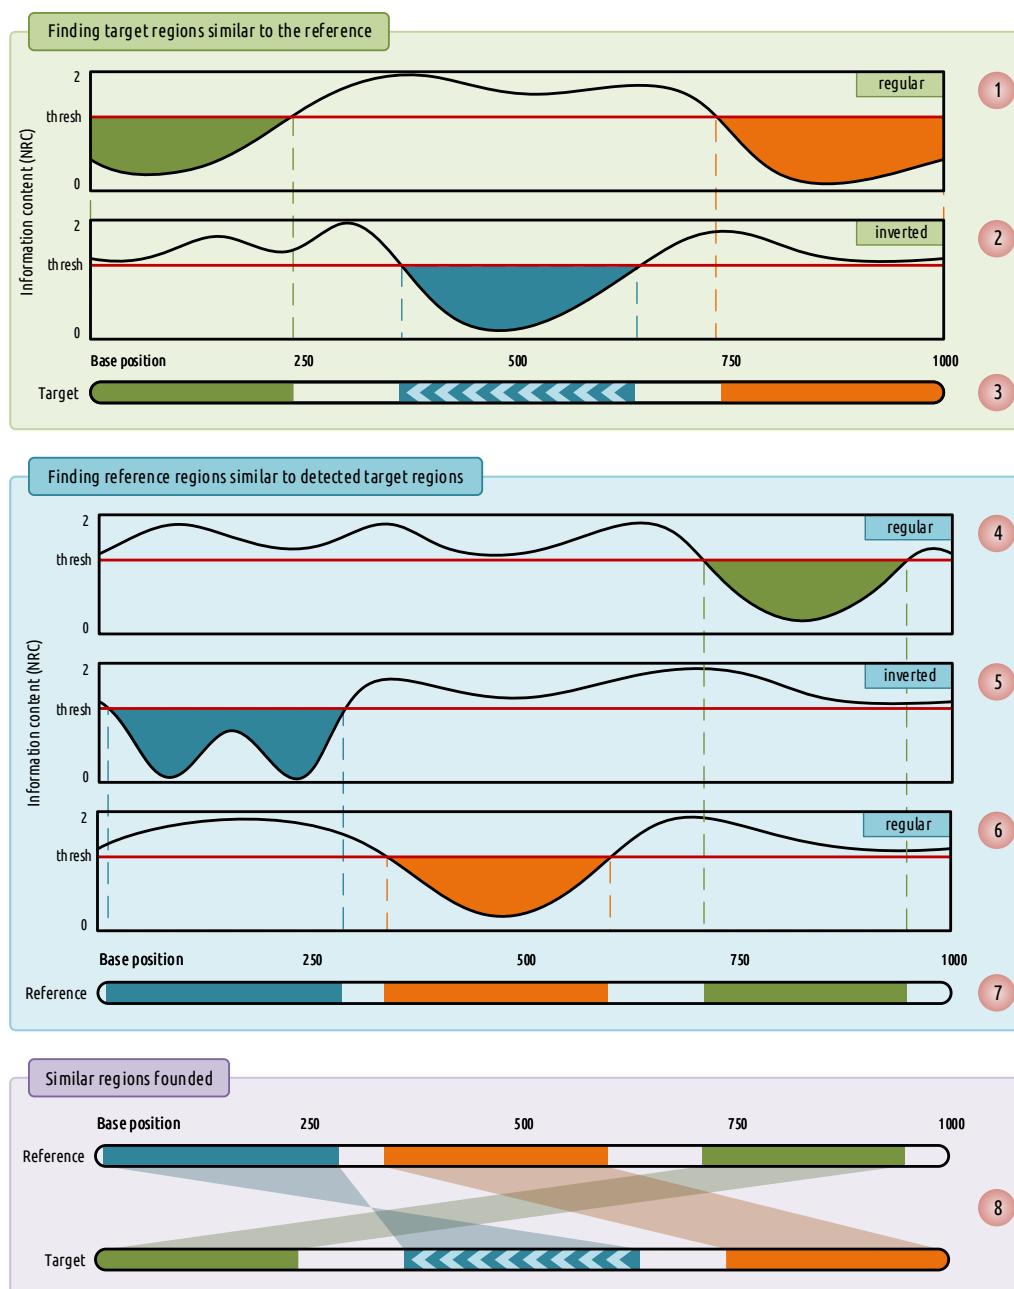 Finding target regions similar to the reference
2
regular
1
thresh
0
Information content (NRC)
2
inverted
2
thresh
0
Base position 250 500 750 1000
Target
3
Finding reference regions similar to detected target regions
2
regular
4
thresh
0
Information content (NRC)
2
inverted
5
thresh
0
2
regular
6
thresh
0
Base position 250 500 750 1000
Reference
7
Similar regions founded
Base position 250 500 750 1000
Reference
8
Target